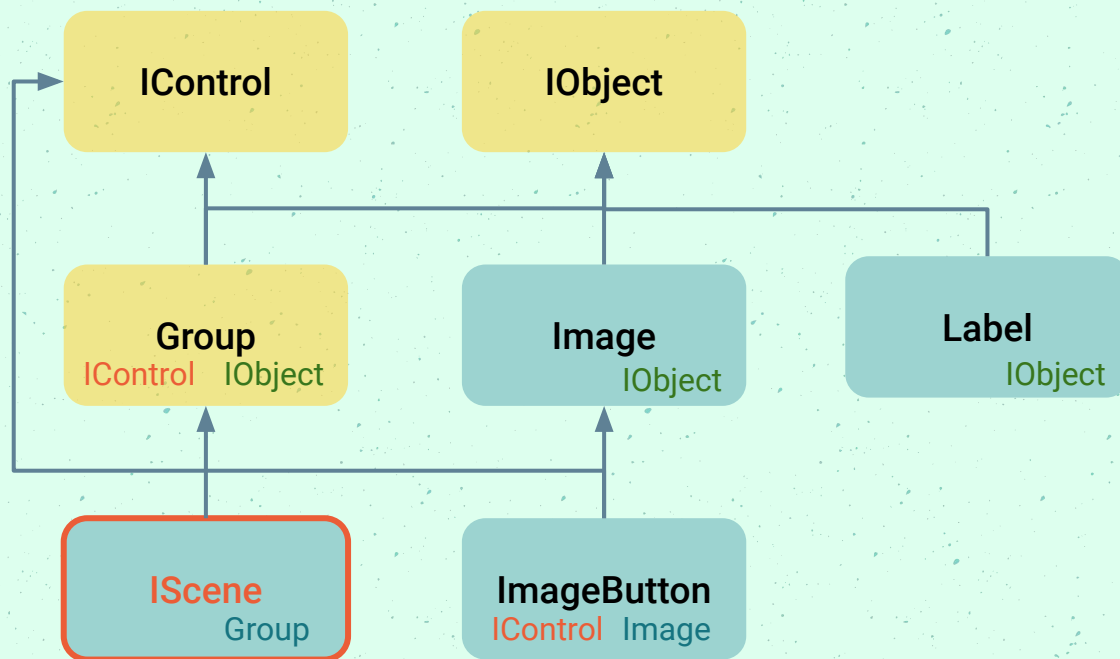 IControl
IObject
Group
IControl IObject
Image
IObject
Label
IObject
IScene
Group
ImageButton
IControl Image